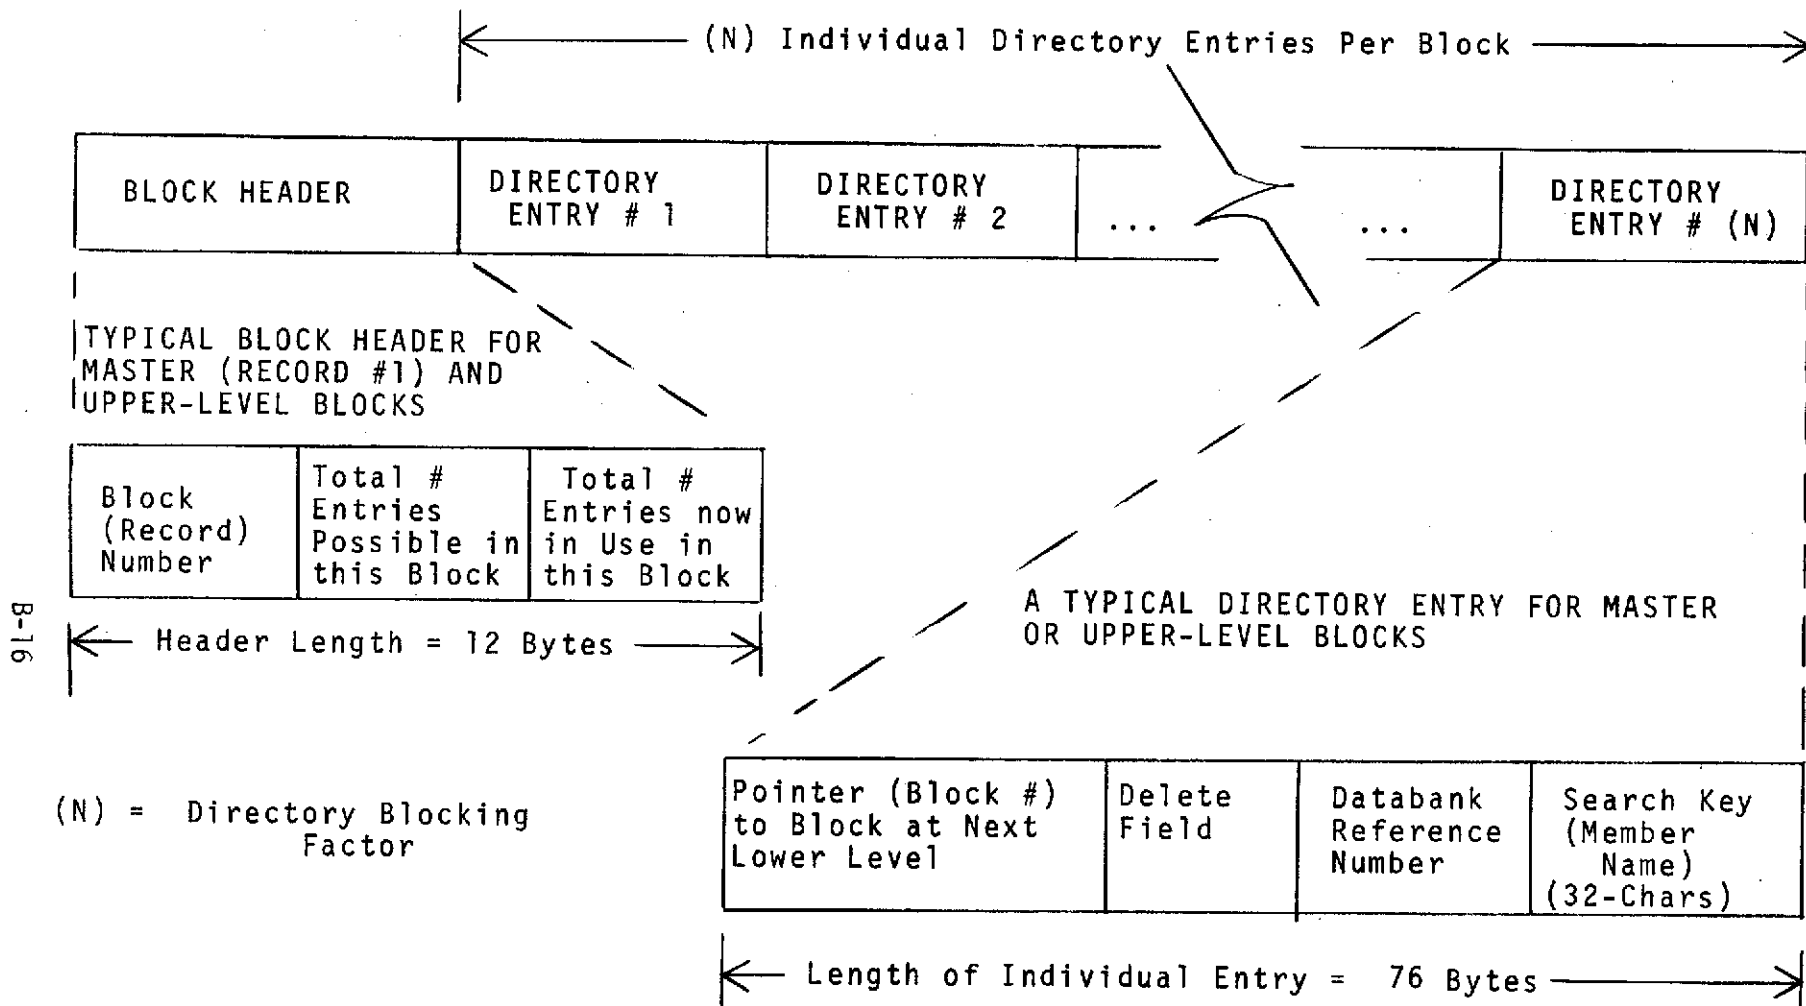 (N) Individual Directory Entries Per Block
BLOCK HEADER
DIRECTORY
ENTRY # 1
DIRECTORY
ENTRY # 2
...
...
DIRECTORY
ENTRY # (N)
TYPICAL BLOCK HEADER FOR
MASTER (RECORD #1) AND
UPPER-LEVEL BLOCKS
Block
(Record)
Number
Total #
Entries
Possible in
this Block
Total #
Entries now
in Use in
this Block
Header Length = 12 Bytes
A TYPICAL DIRECTORY ENTRY FOR MASTER
OR UPPER-LEVEL BLOCKS
(N) = Directory Blocking
Factor
Pointer (Block #)
to Block at Next
Lower Level
Delete
Field
Databank
Reference
Number
Search Key
(Member
Name)
(32-Chars)
Length of Individual Entry = 76 Bytes
B-16